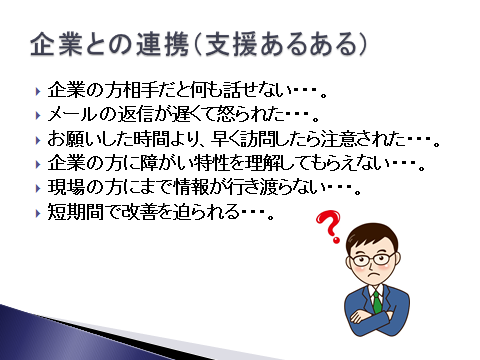 企業との連携(支援あるある)
企業の方相手だと何も話せない・・・。
メールの返信が遅くて怒られた・・・。
お願いした時間より、早く訪問したら注意された・・・。
企業の方に障がい特性を理解してもらえない・・・。
現場の方にまで情報が行き渡らない・・・。
短期間で改善を迫られる・・・。
?